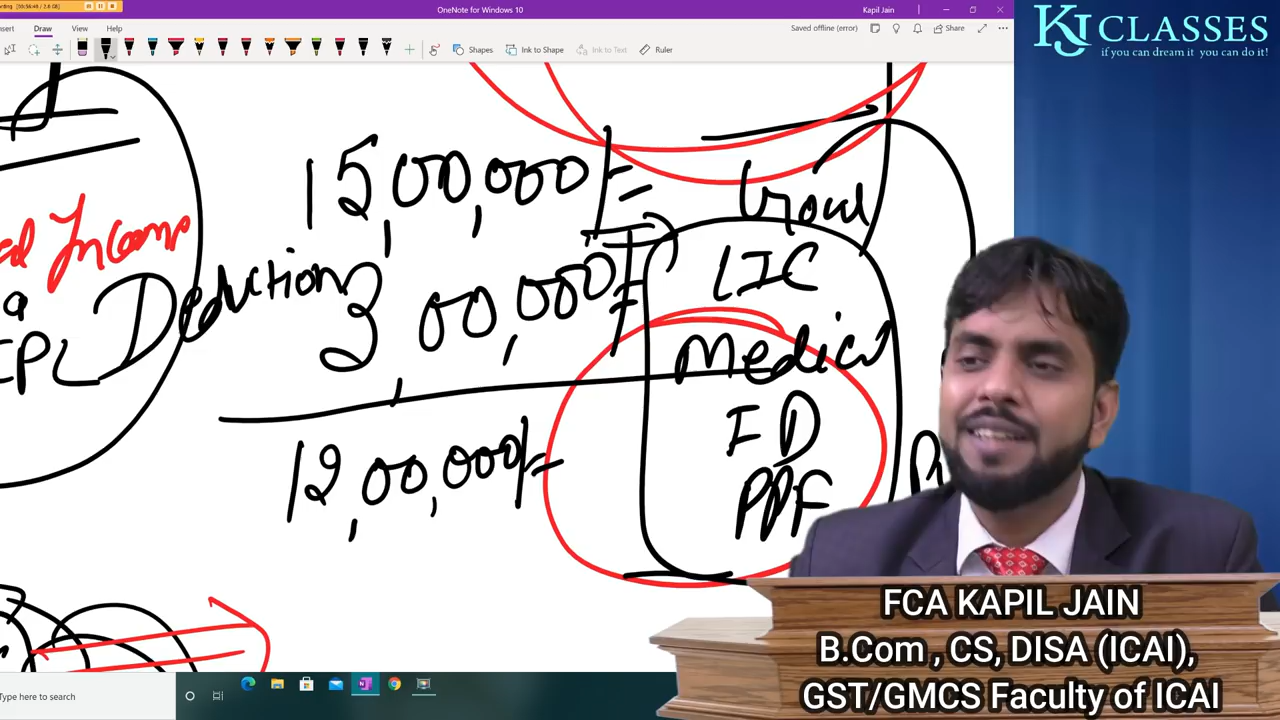 OneNote for Windows 10
Kapil Jain
Insert
Draw
View
Help
Saved offline (error)
Share
Shapes
Ink to Shape
Ink to Text
Ruler
KJ CLASSES
if you can dream it you can do it!
15,00,000/=
LIC
Income
Deduction 3,00,000/=
Medical
FD
PPF
12,00,000/=
Type here to search
FCA KAPIL JAIN
B.Com , CS, DISA (ICAI),
GST/GMCS Faculty of ICAI